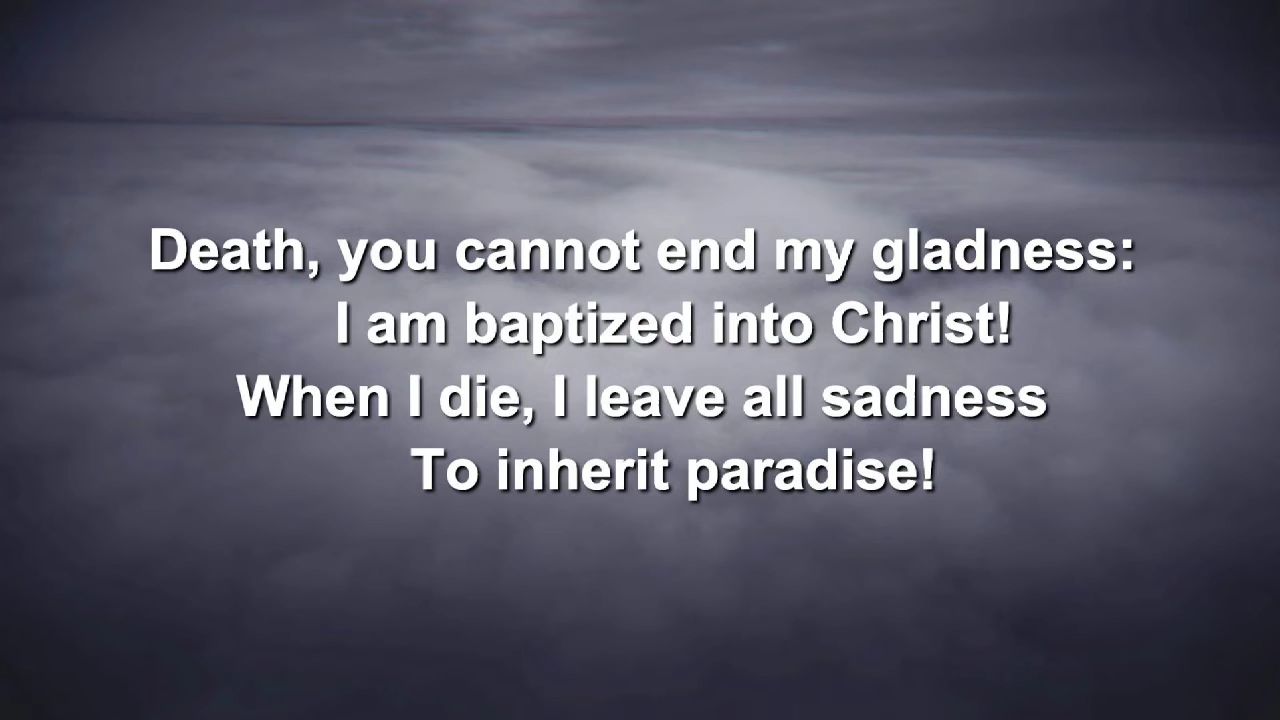 Death, you cannot end my gladness:
I am baptized into Christ!
When I die, I leave all sadness
To inherit paradise!